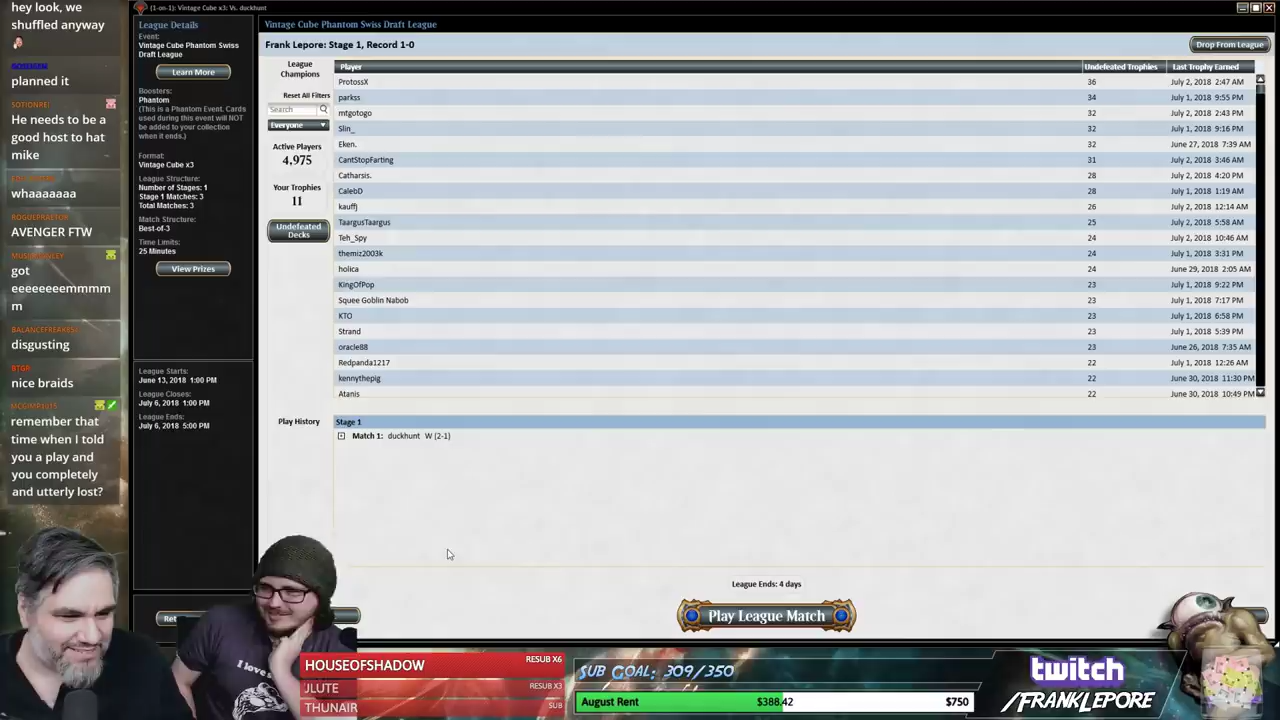 hey look, we
shuffled anyway
planned it
He needs to be a
good host to hat
mike
whaaaaaa
ROGUEPRAETOR
AVENGER FTW
got
eeeeeeeemmmm
m
disgusting
BTGR
nice braids
remember that
time when I told
you a play and
you completely
and utterly lost?
(1-on-1): Vintage Cube x3: Vs. duckhunt
League Details
Event:
Vintage Cube Phantom Swiss
Draft League
Learn More
Boosters:
Phantom
(This is a Phantom Event. Cards
used during this event will NOT
be added to your collection
when it ends.)
Format:
Vintage Cube x3
League Structure:
Number of Stages: 1
Stage 1 Matches: 3
Total Matches: 3
Match Structure:
Best-of-3
Time Limits:
25 Minutes
View Prizes
League Starts:
June 13, 2018 1:00 PM
League Closes:
July 6, 2018 1:00 PM
League Ends:
July 6, 2018 5:00 PM
Vintage Cube Phantom Swiss Draft League
Frank Lepore: Stage 1, Record 1-0
Drop From League
League
Champions
Reset All Filters
Search
Everyone
Active Players
4,975
Your Trophies
11
Undefeated
Decks
Player Undefeated Trophies Last Trophy Earned
ProtossX 36 July 2, 2018 2:47 AM
parkss 34 July 1, 2018 9:55 PM
mtgotogo 32 July 2, 2018 2:43 PM
Slin_ 32 July 1, 2018 9:16 PM
Eken. 32 June 27, 2018 7:39 AM
CantStopFarting 31 July 2, 2018 3:46 AM
Catharsis. 28 July 2, 2018 4:20 PM
CalebD 28 July 1, 2018 1:19 AM
kauffj 26 July 2, 2018 12:14 AM
TaargusTaargus 25 July 2, 2018 5:58 AM
Teh_Spy 24 July 2, 2018 10:46 AM
themiz2003k 24 July 1, 2018 3:31 PM
holica 24 June 29, 2018 2:05 AM
KingOfPop 23 July 1, 2018 9:22 PM
Squee Goblin Nabob 23 July 1, 2018 7:17 PM
KTO 23 July 1, 2018 6:58 PM
Strand 23 July 1, 2018 5:39 PM
oracle88 23 June 26, 2018 7:35 AM
Redpanda1217 22 July 1, 2018 12:26 AM
kennythepig 22 June 30, 2018 11:30 PM
Atanis 22 June 30, 2018 10:49 PM
Play History
Stage 1
Match 1: duckhunt W (2-1)
League Ends: 4 days
Play League Match
I love
HOUSEOFSHADOW RESUB X6
JLUTE RESUB X3
THUNAIR SUB
SUB GOAL: 309/350
August Rent $388.42 $750
twitch
/FRANKLEPORE